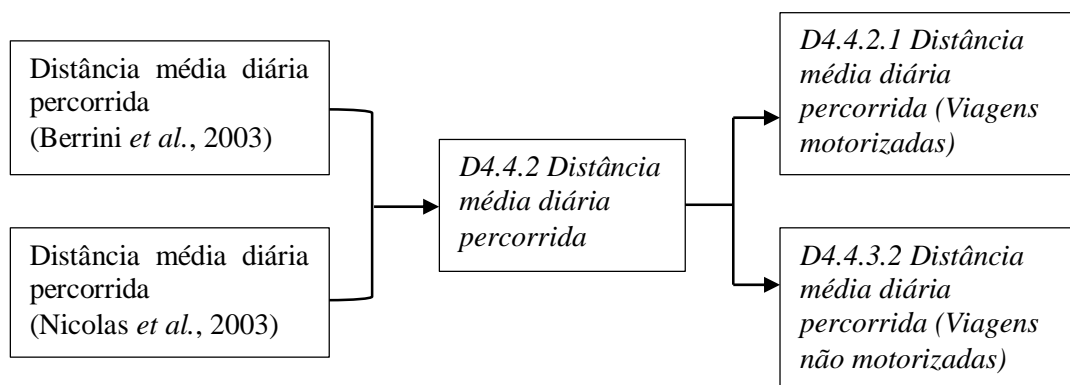 Distância média diária
percorrida
(Berrini et al., 2003)
Distância média diária
percorrida
(Nicolas et al., 2003)
D4.4.2 Distância
média diária
percorrida
D4.4.2.1 Distância
média diária
percorrida (Viagens
motorizadas)
D4.4.3.2 Distância
média diária
percorrida (Viagens
não motorizadas)